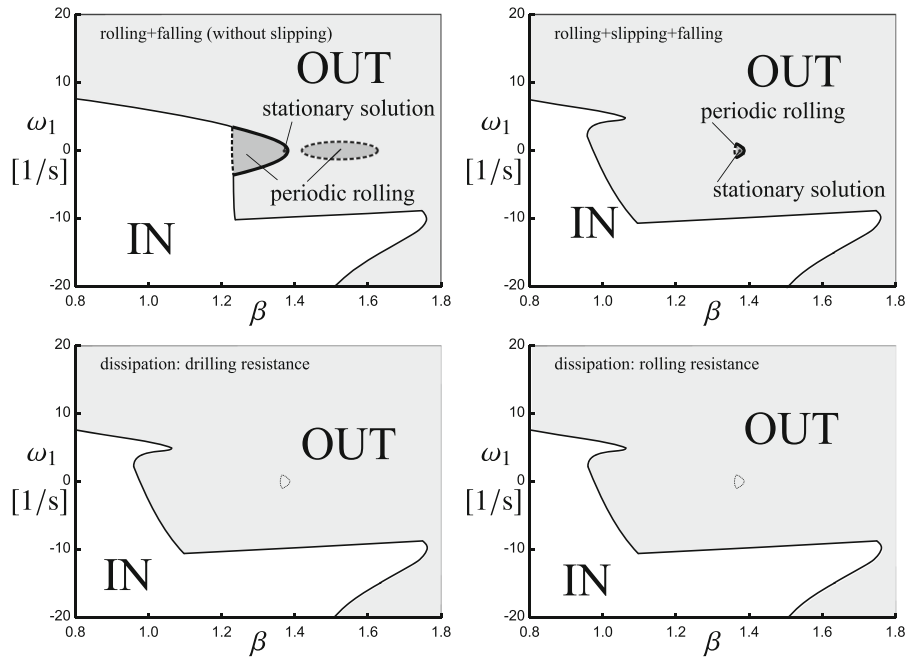 20
rolling+falling (without slipping)
OUT
10
stationary solution
ω1
0
[1/s]
periodic rolling
-10
IN
-20
0.8 1.0 1.2 1.4 1.6 1.8
β
20
rolling+slipping+falling
OUT
10
periodic rolling
ω1
0
[1/s]
stationary solution
-10
IN
-20
0.8 1.0 1.2 1.4 1.6 1.8
β
20
dissipation: drilling resistance
10
OUT
ω1
0
[1/s]
-10
IN
-20
0.8 1.0 1.2 1.4 1.6 1.8
β
20
dissipation: rolling resistance
10
OUT
ω1
0
[1/s]
-10
IN
-20
0.8 1.0 1.2 1.4 1.6 1.8
β